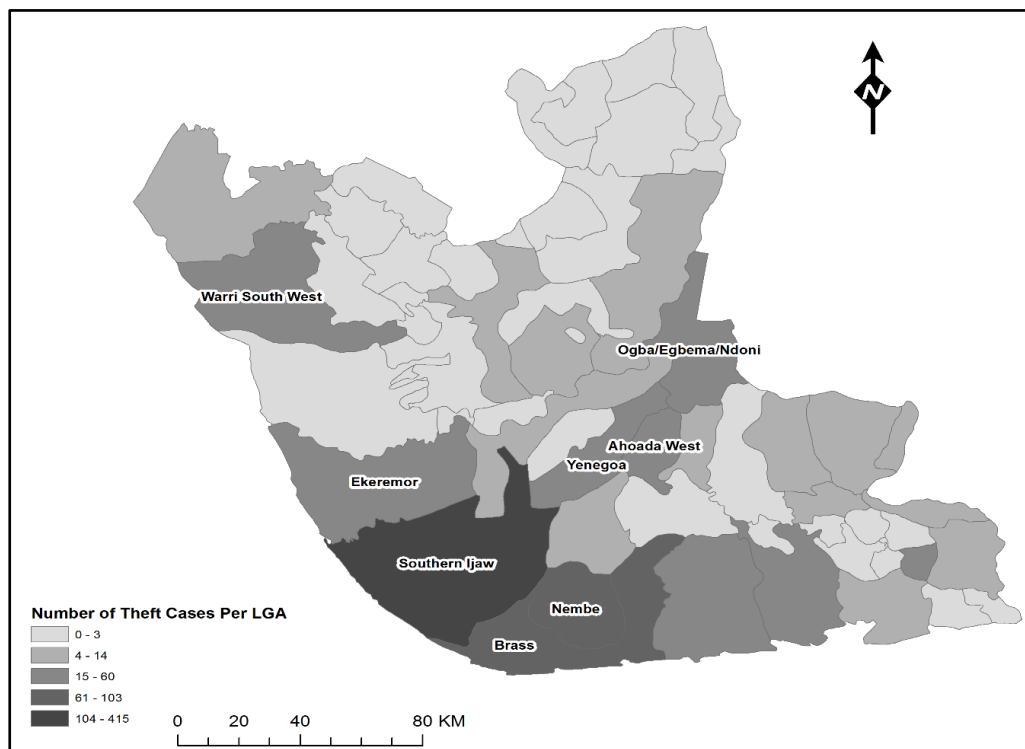 N
Warri South West
Ogba/Egbema/Ndoni
Ahoada West
Yenegoa
Ekeremor
Southern Ijaw
Nembe
Brass
Number of Theft Cases Per LGA
0 - 3
4 - 14
15 - 60
61 - 103
104 - 415
0 20 40 80 KM